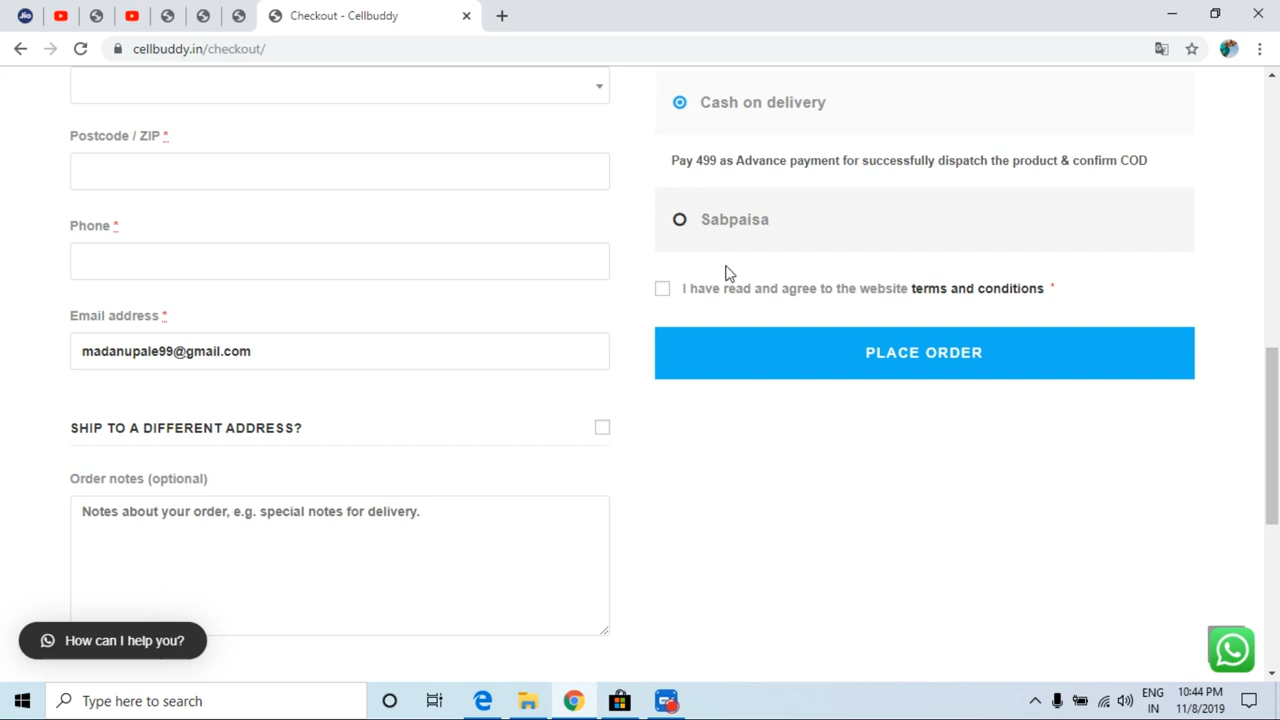 Jio
Checkout - Cellbuddy
cellbuddy.in/checkout/
Postcode / ZIP *
Phone *
Email address *
madanupale99@gmail.com
SHIP TO A DIFFERENT ADDRESS?
Order notes (optional)
Notes about your order, e.g. special notes for delivery.
How can I help you?
Cash on delivery
Pay 499 as Advance payment for successfully dispatch the product & confirm COD
Sabpaisa
I have read and agree to the website terms and conditions *
PLACE ORDER
Type here to search
ENG
IN
10:44 PM
11/8/2019